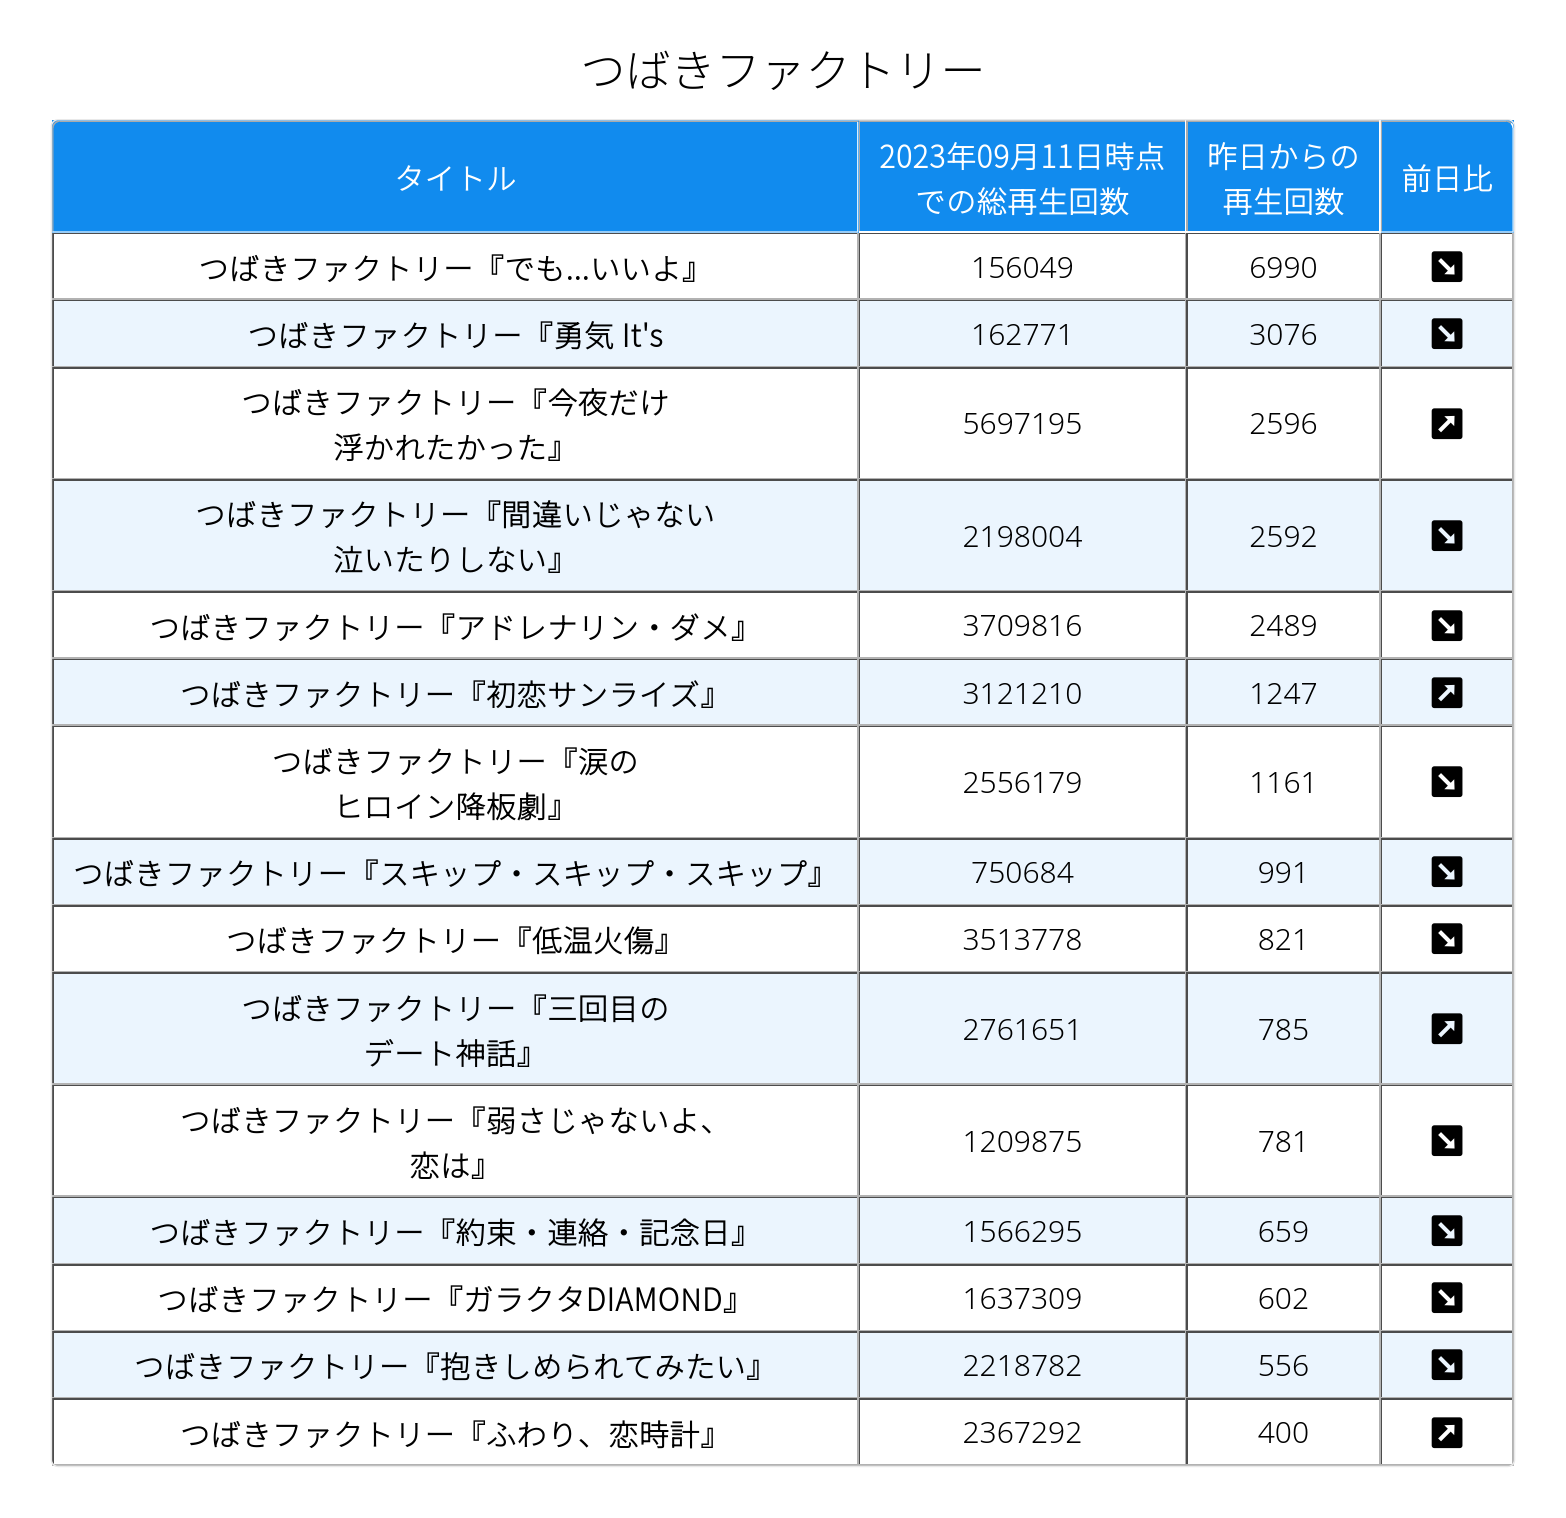 つばきファクトリー
タイトル
2023年09月11日時点
での総再生回数
昨日からの
再生回数
前日比
つばきファクトリー『でも...いいよ』
156049
6990
つばきファクトリー『勇気 It's
162771
3076
つばきファクトリー『今夜だけ
浮かれたかった』
5697195
2596
つばきファクトリー『間違いじゃない
泣いたりしない』
2198004
2592
つばきファクトリー『アドレナリン・ダメ』
3709816
2489
つばきファクトリー『初恋サンライズ』
3121210
1247
つばきファクトリー『涙の
ヒロイン降板劇』
2556179
1161
つばきファクトリー『スキップ・スキップ・スキップ』
750684
991
つばきファクトリー『低温火傷』
3513778
821
つばきファクトリー『三回目の
デート神話』
2761651
785
つばきファクトリー『弱さじゃないよ、
恋は』
1209875
781
つばきファクトリー『約束・連絡・記念日』
1566295
659
つばきファクトリー『ガラクタDIAMOND』
1637309
602
つばきファクトリー『抱きしめられてみたい』
2218782
556
つばきファクトリー『ふわり、恋時計』
2367292
400